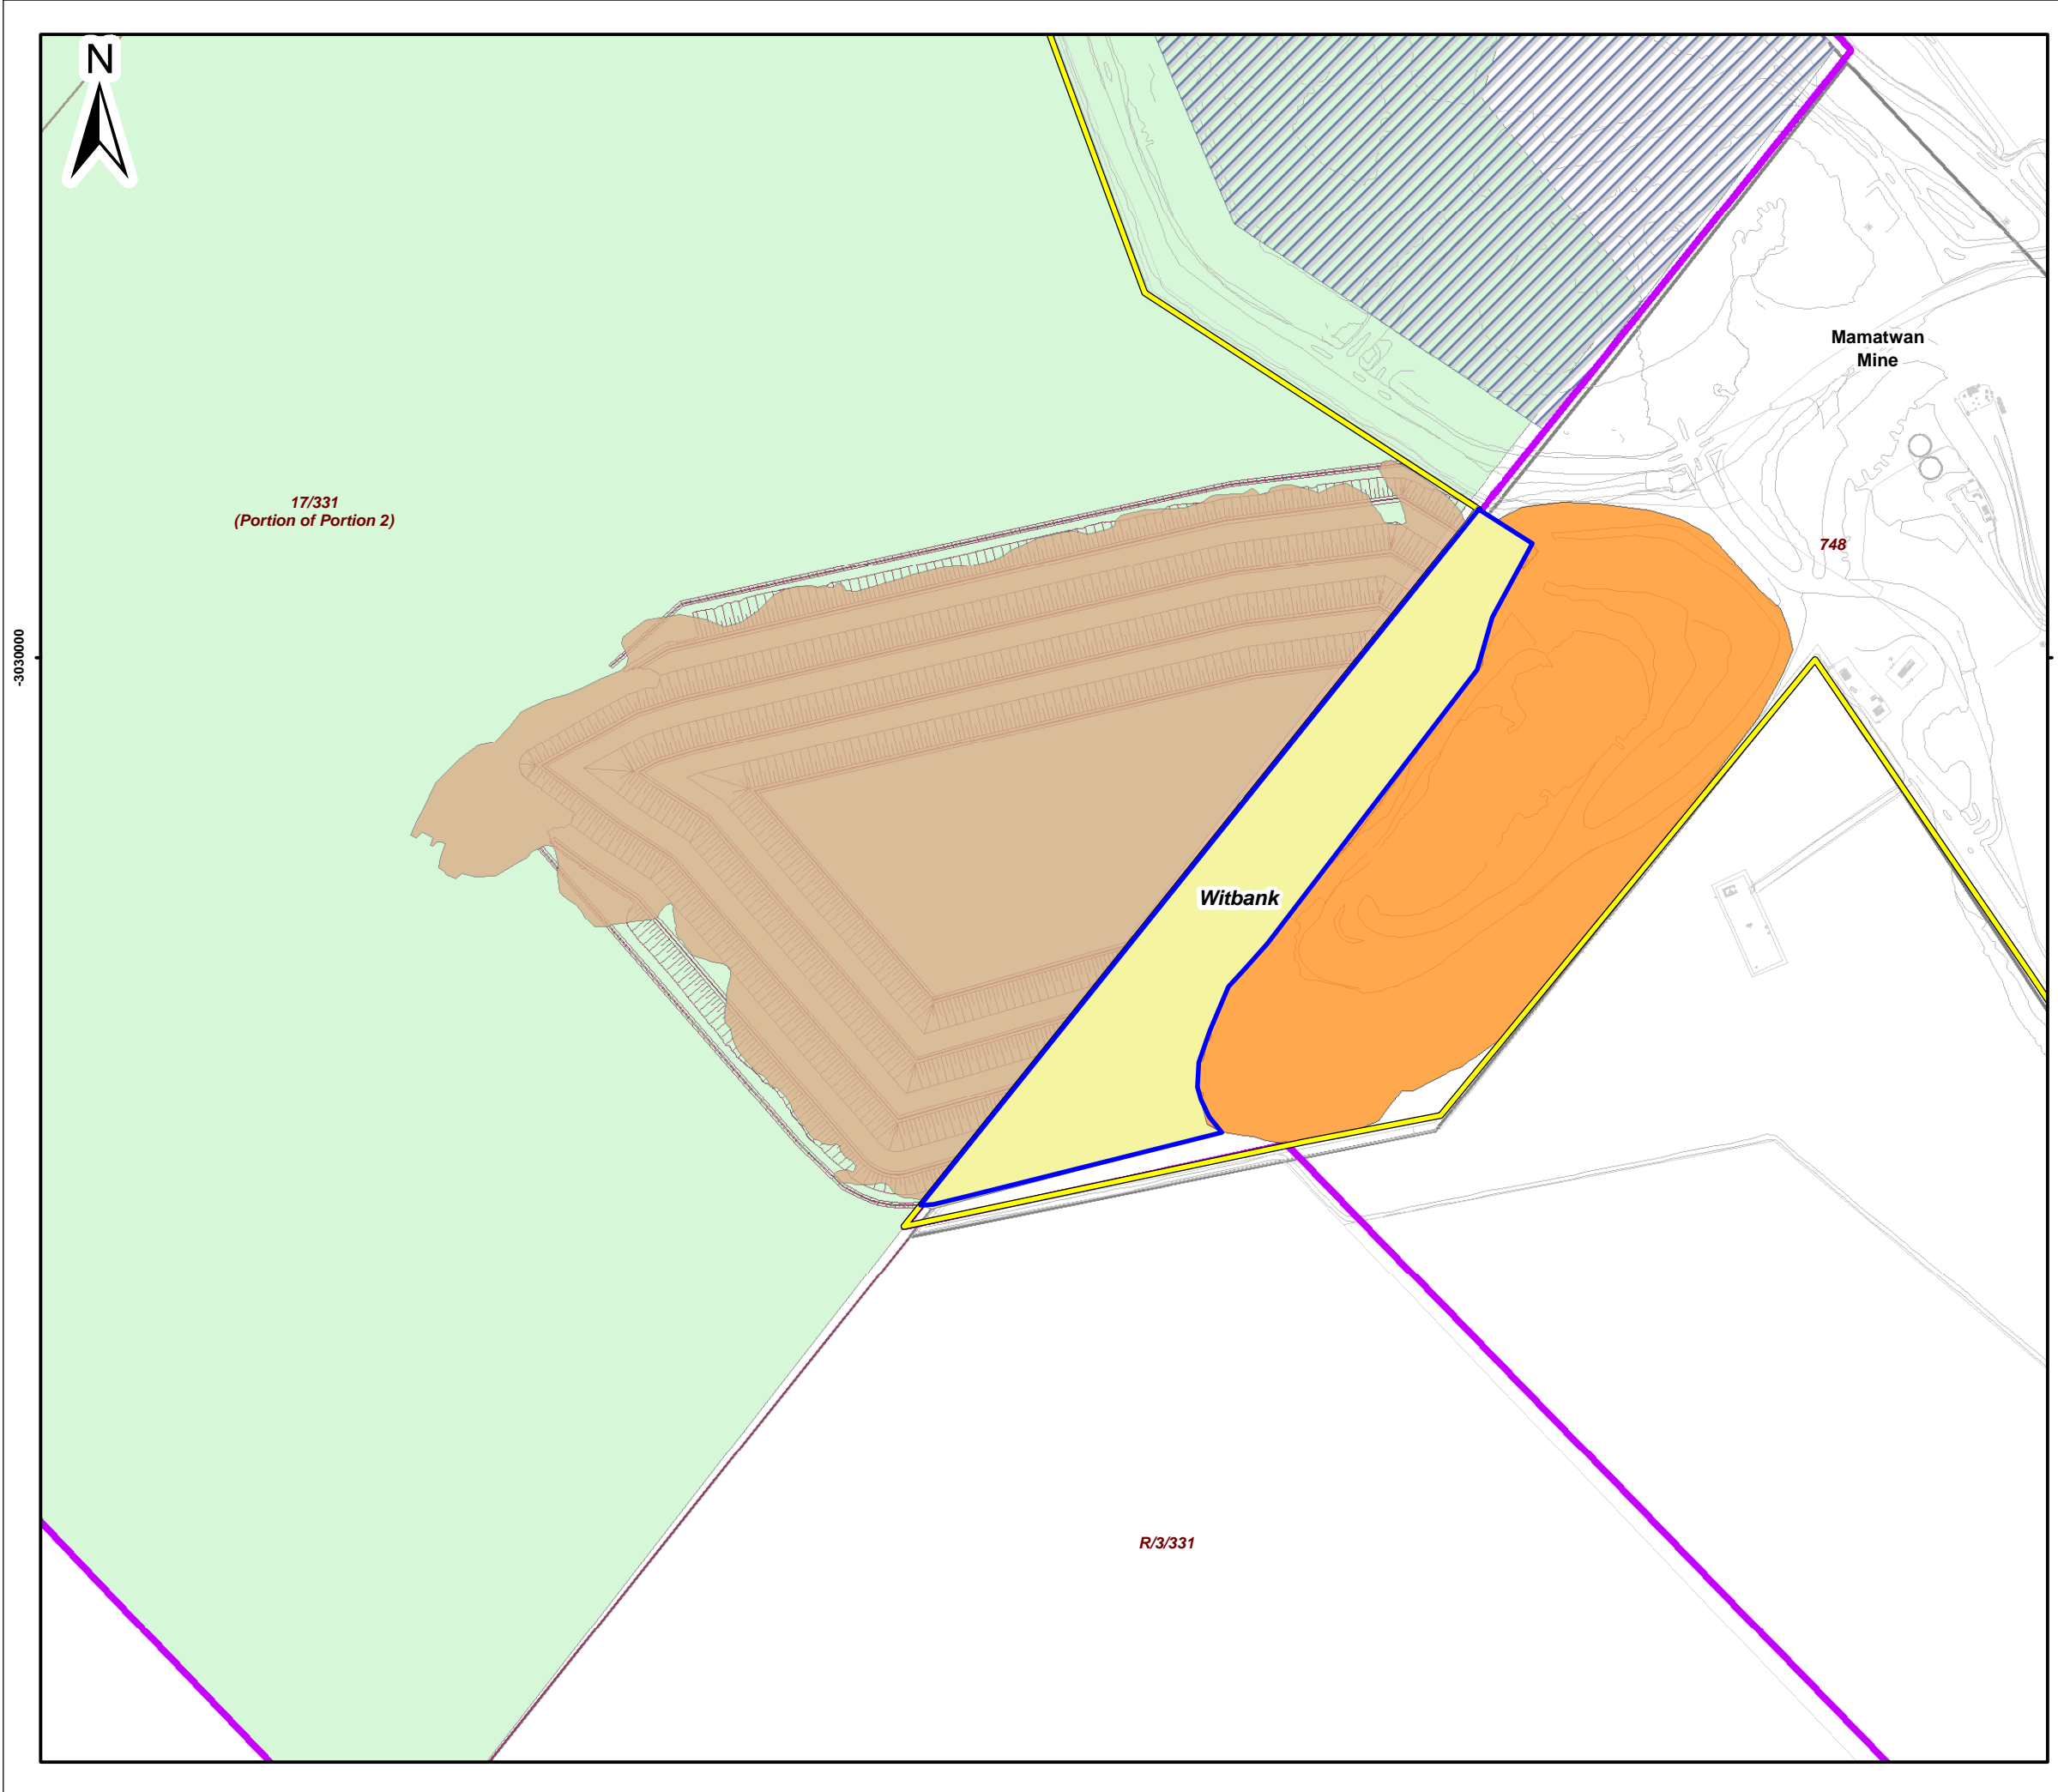 N
Mamatwan
Mine
17/331
(Portion of Portion 2)
748
-3030000
Witbank
R/3/331